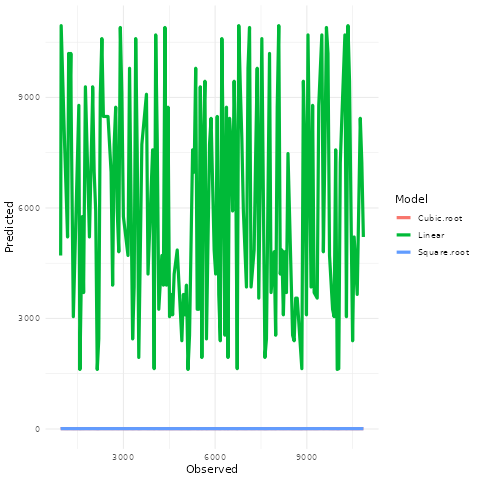 9000
6000
3000
0
3000
6000
9000
Observed
Predicted
Model
Cubic.root
Linear
Square.root